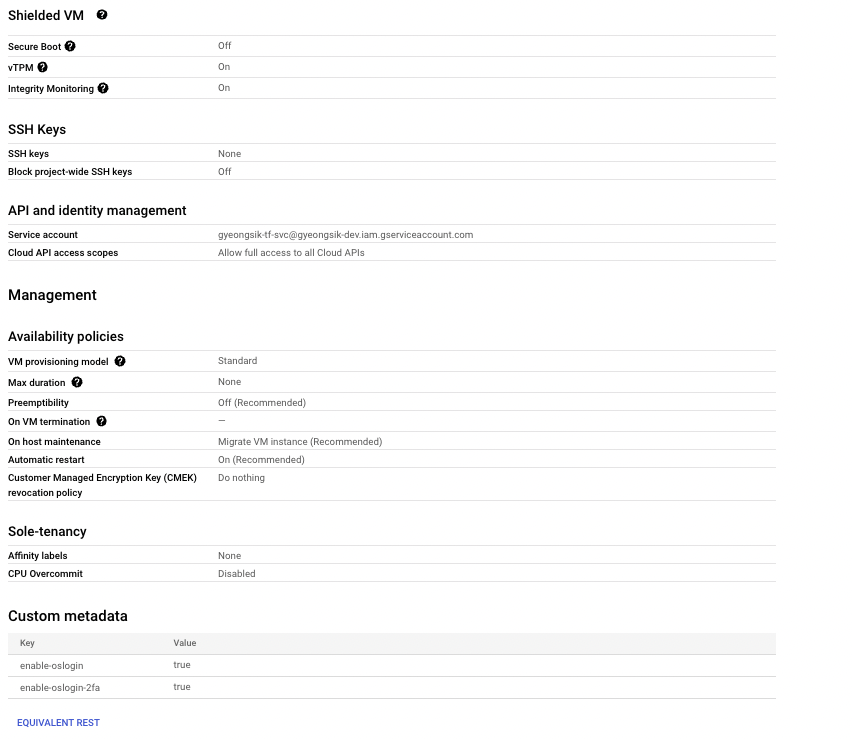 Shielded VM ?
Secure Boot ? Off
vTPM ? On
Integrity Monitoring ? On
SSH Keys
SSH keys None
Block project-wide SSH keys Off
API and identity management
Service account gyeongsik-tf-svc@gyeongsik-dev.iam.gserviceaccount.com
Cloud API access scopes Allow full access to all Cloud APIs
Management
Availability policies
VM provisioning model ? Standard
Max duration ? None
Preemptibility Off (Recommended)
On VM termination ? —
On host maintenance Migrate VM instance (Recommended)
Automatic restart On (Recommended)
Customer Managed Encryption Key (CMEK) Do nothing
revocation policy
Sole-tenancy
Affinity labels None
CPU Overcommit Disabled
Custom metadata
Key Value
enable-oslogin true
enable-oslogin-2fa true
EQUIVALENT REST